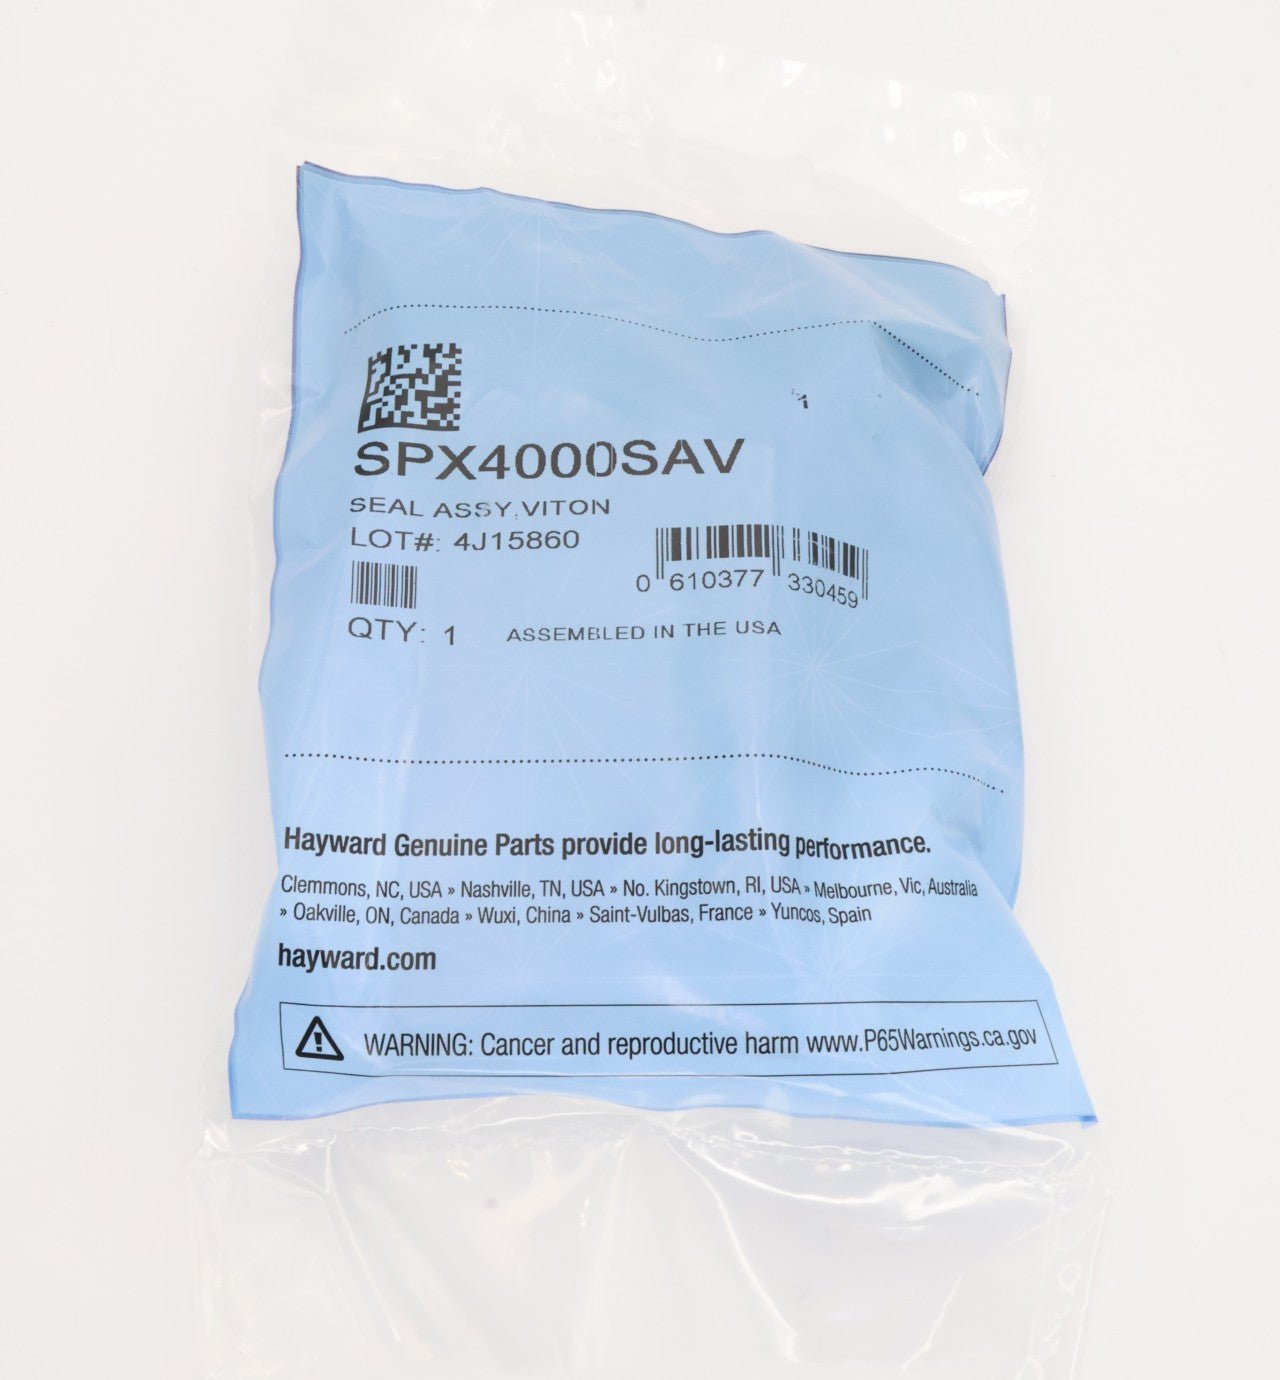 SPX4000SAV
SEAL ASSY,VITON
LOT#: 4J15860
0 610377 330459
QTY: 1 ASSEMBLED IN THE USA
Hayward Genuine Parts provide long-lasting performance.
Clemmons, NC, USA » Nashville, TN, USA » No. Kingstown, RI, USA » Melbourne, Vic, Australia
» Oakville, ON, Canada » Wuxi, China » Saint-Vulbas, France » Yuncos, Spain
hayward.com
WARNING: Cancer and reproductive harm www.P65Warnings.ca.gov